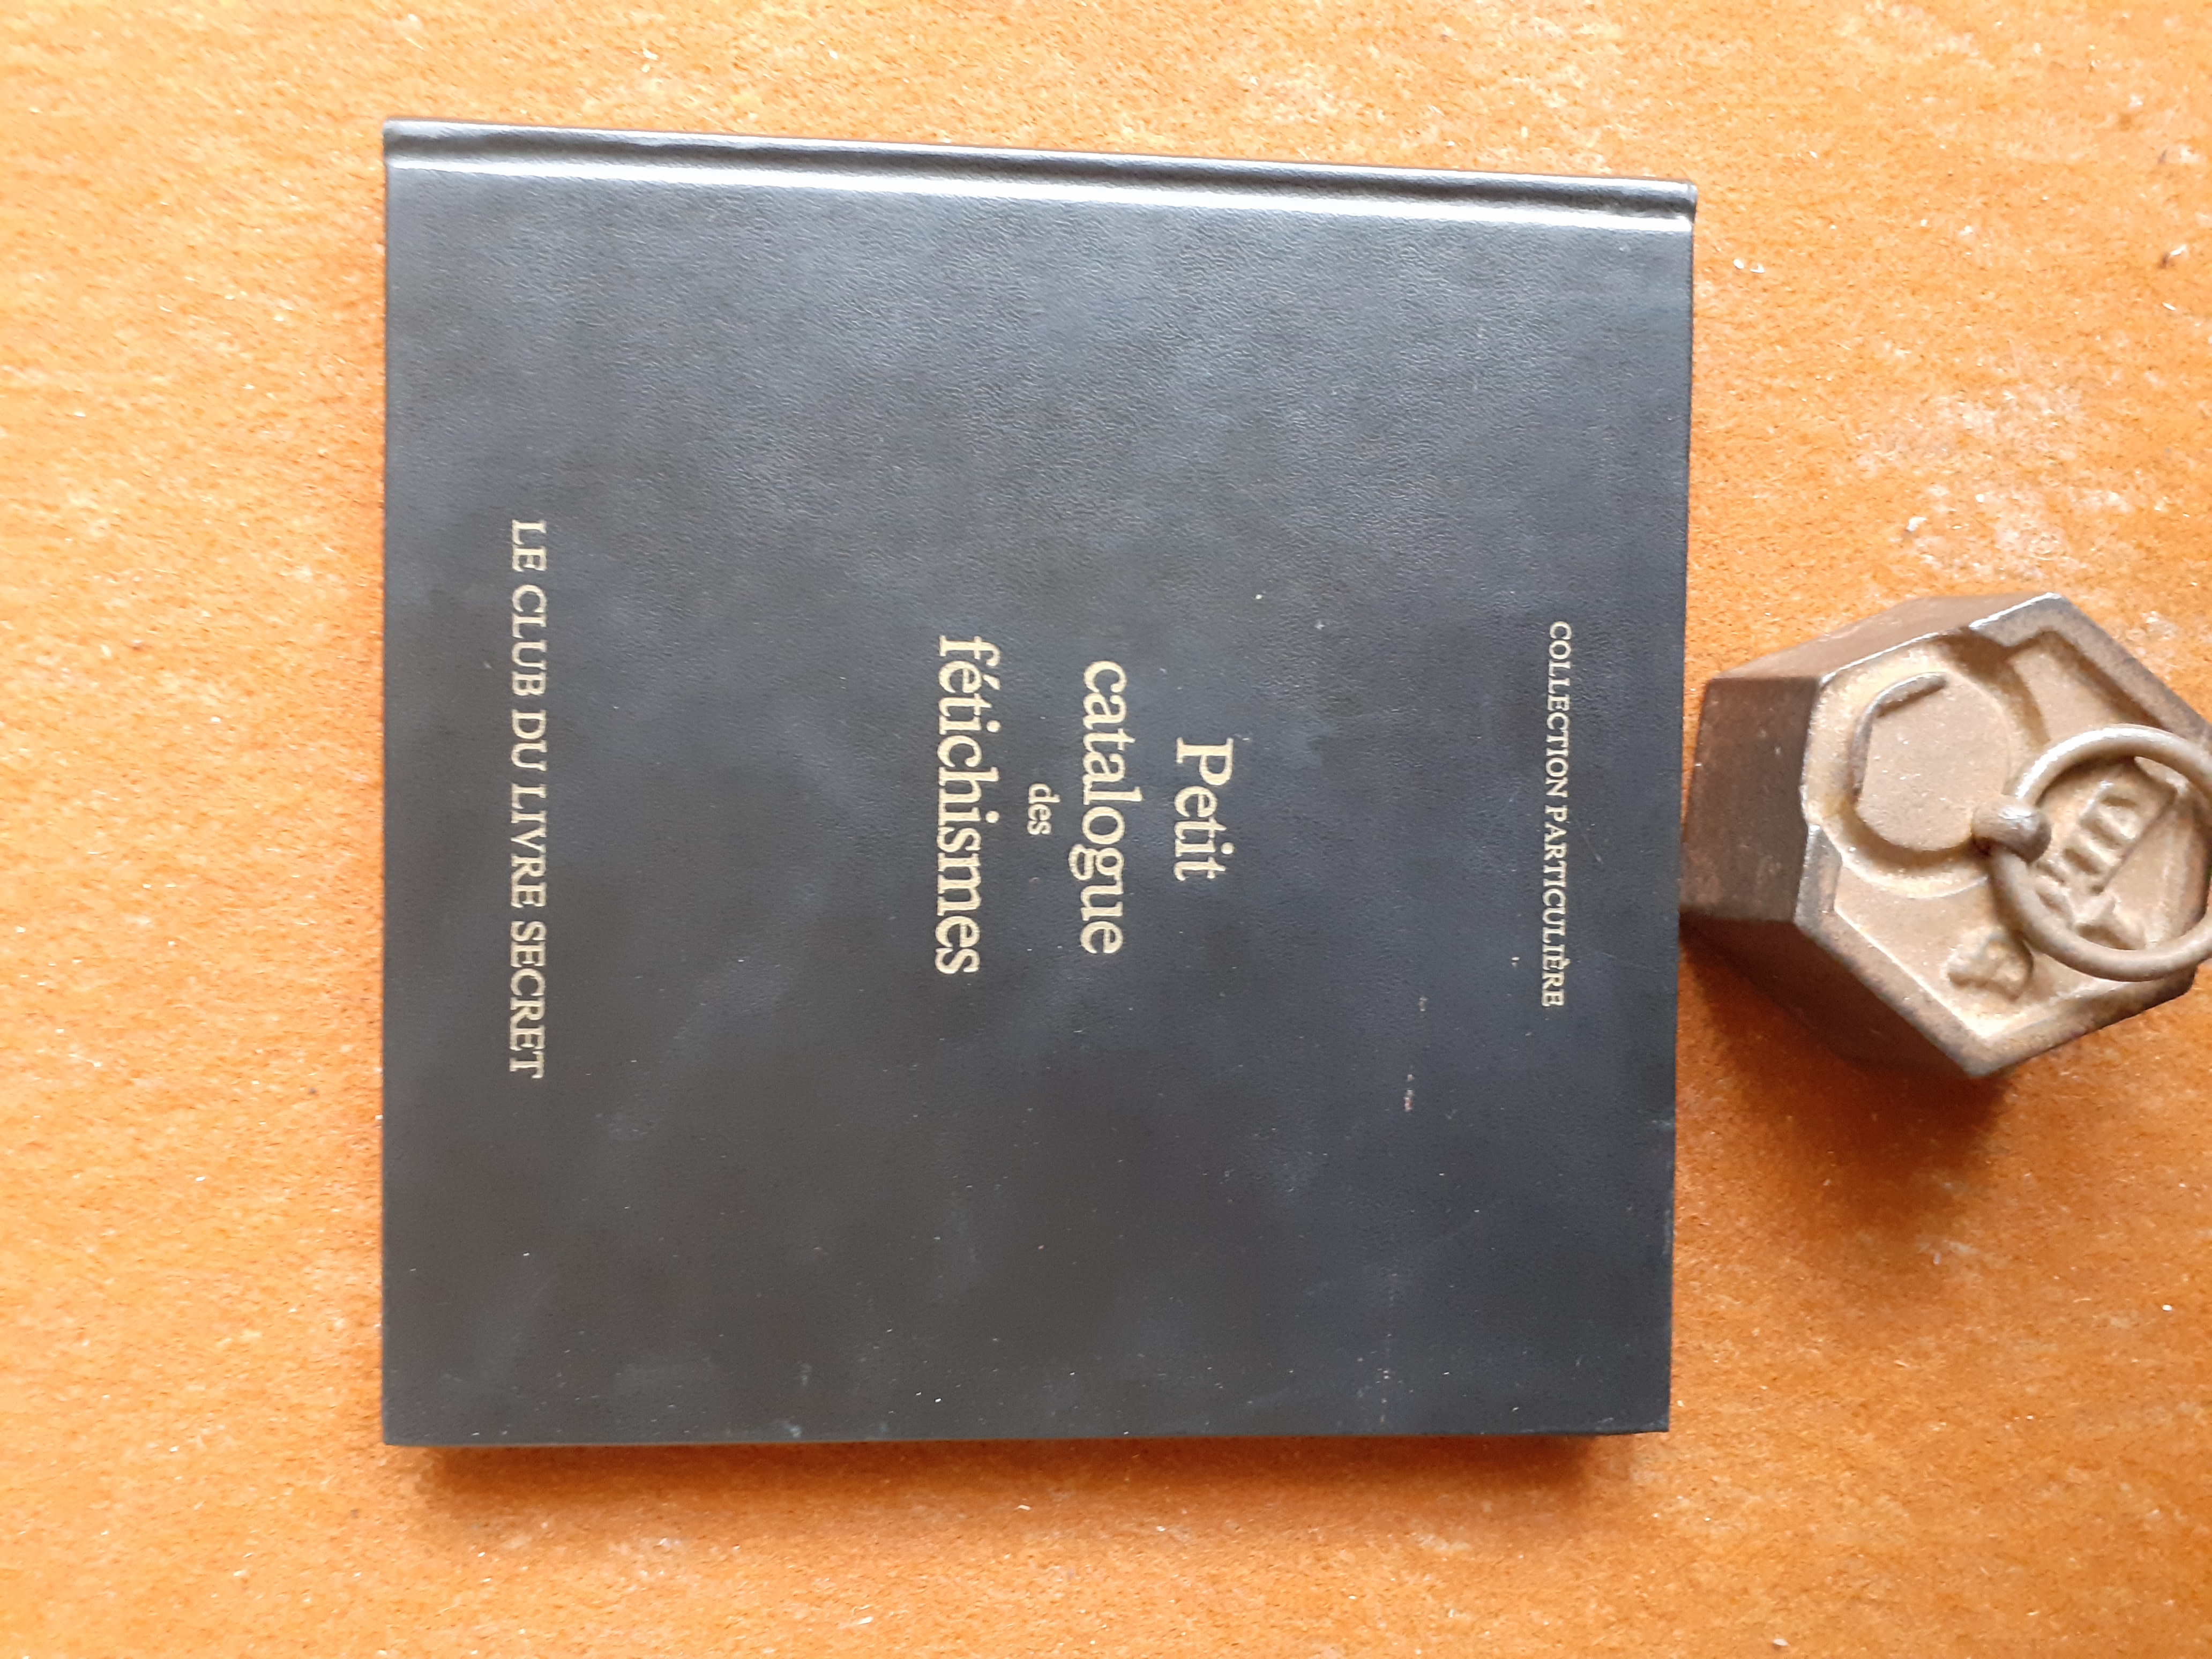 COLLECTION PARTICULIÈRE
Petit
catalogue
des
fétichismes
LE CLUB DU LIVRE SECRET